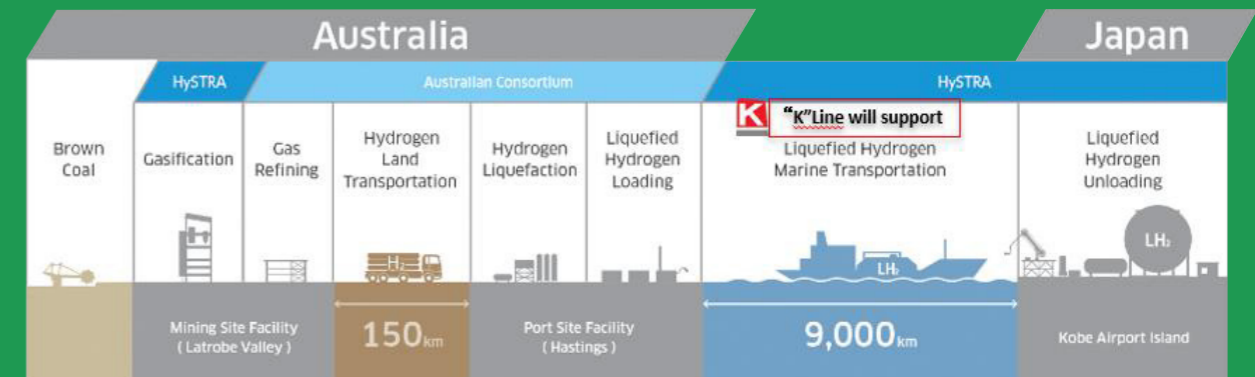 Australia
Japan
HySTRA
Australian Consortium
HySTRA
K
“K”Line will support
Brown
Coal
Gasification
Gas
Refining
Hydrogen
Land
Transportation
Hydrogen
Liquefaction
Liquefied
Hydrogen
Loading
Liquefied Hydrogen
Marine Transportation
Liquefied
Hydrogen
Unloading
H₂
LH₂
LH₂
Mining Site Facility
( Latrobe Valley )
150km
Port Site Facility
( Hastings )
9,000km
Kobe Airport Island